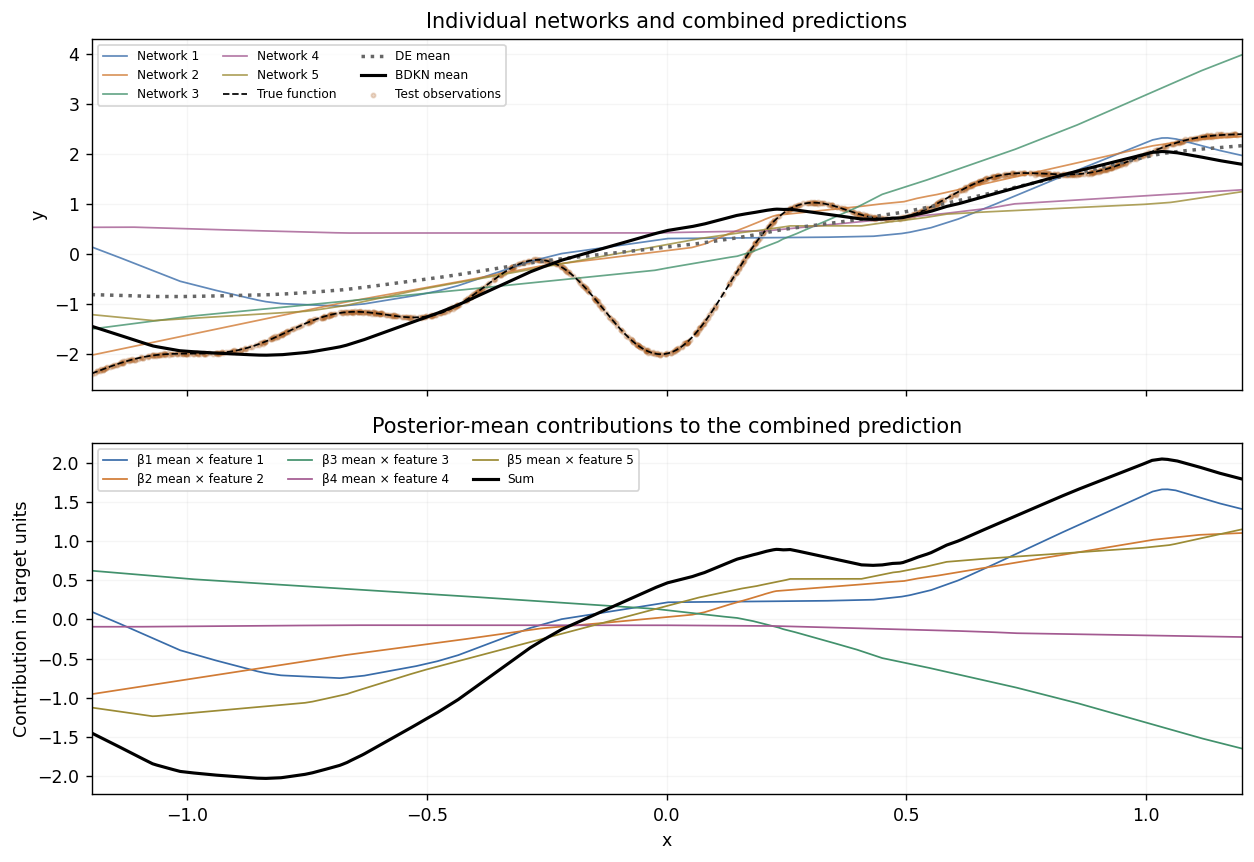 Individual networks and combined predictions
Network 1
Network 2
Network 3
Network 4
Network 5
True function
DE mean
BDKN mean
Test observations
y
4
3
2
1
0
−1
−2
Posterior-mean contributions to the combined prediction
β1 mean × feature 1
β2 mean × feature 2
β3 mean × feature 3
β4 mean × feature 4
β5 mean × feature 5
Sum
Contribution in target units
2.0
1.5
1.0
0.5
0.0
−0.5
−1.0
−1.5
−2.0
−1.0
−0.5
0.0
0.5
1.0
x